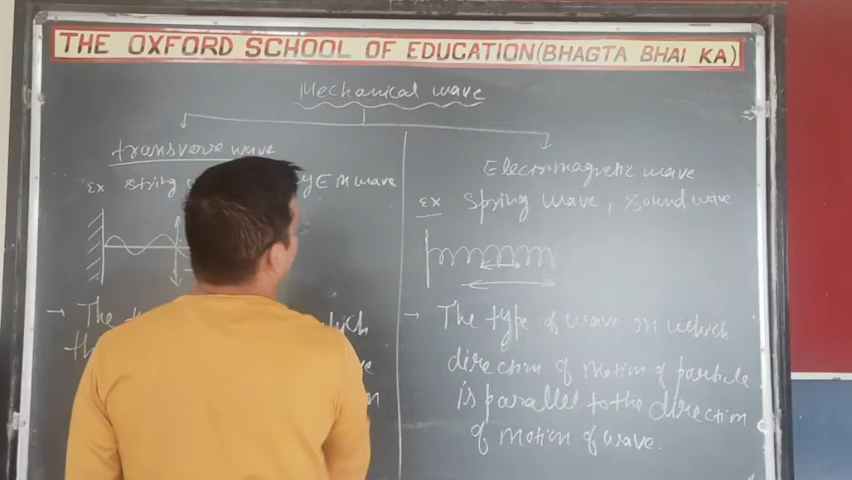 THE OXFORD SCHOOL OF EDUCATION(BHAGTA BHAI KA)
Mechanical wave
transverse wave
Ex string
E M wave
The
which
Electromagnetic wave
Ex Spring wave, sound wave
→ The type of wave in which
direction of motion of particle
is parallel to the direction
of motion of wave.